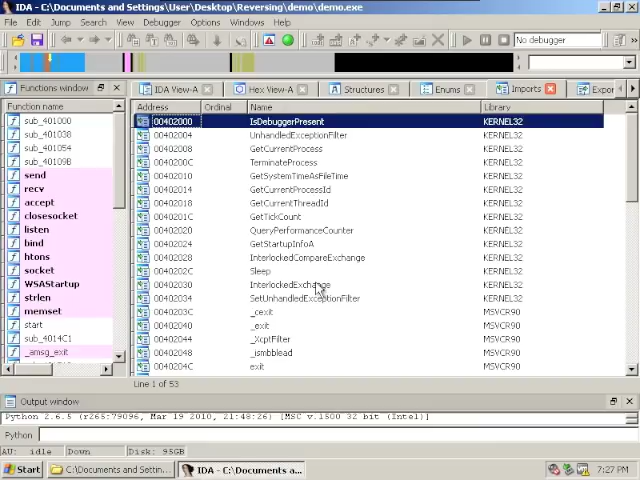 IDA - C:\Documents and Settings\User\Desktop\Reversing\demo\demo.exe
File Edit Jump Search View Debugger Options Windows Help
No debugger
Functions window
IDA View-A
Hex View-A
Structures
Enums
Imports
Expor
Function name
sub_401000
sub_401038
sub_401054
sub_40109B
send
recv
accept
closesocket
listen
bind
htons
socket
WSAStartup
strlen
memset
start
sub_4014C1
_amsg_exit
Address Ordinal Name Library
00402000 IsDebuggerPresent KERNEL32
00402004 UnhandledExceptionFilter KERNEL32
00402008 GetCurrentProcess KERNEL32
0040200C TerminateProcess KERNEL32
00402010 GetSystemTimeAsFileTime KERNEL32
00402014 GetCurrentProcessId KERNEL32
00402018 GetCurrentThreadId KERNEL32
0040201C GetTickCount KERNEL32
00402020 QueryPerformanceCounter KERNEL32
00402024 GetStartupInfoA KERNEL32
00402028 InterlockedCompareExchange KERNEL32
0040202C Sleep KERNEL32
00402030 InterlockedExchange KERNEL32
00402034 SetUnhandledExceptionFilter KERNEL32
0040203C _cexit MSVCR90
00402040 _exit MSVCR90
00402044 _XcptFilter MSVCR90
00402048 _ismbblead MSVCR90
0040204C exit MSVCR90
Line 1 of 53
Output window
Python 2.6.5 (r265:79096, Mar 19 2010, 21:48:26) [MSC v.1500 32 bit (Intel)]
Python
AU: idle Down Disk: 95GB
Start
C:\Documents and Settin...
IDA - C:\Documents a...
7:27 PM